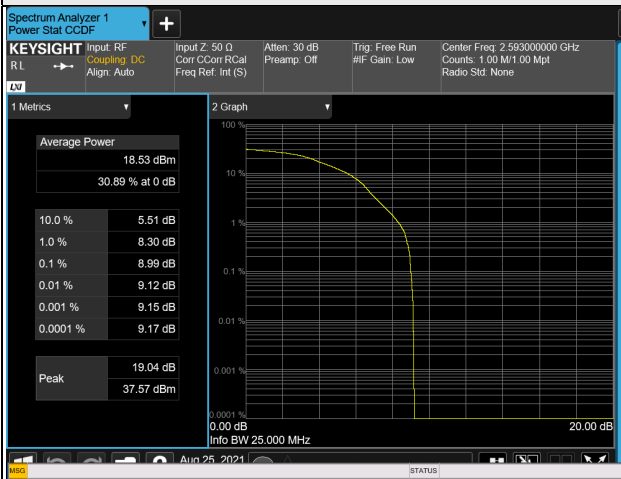 Spectrum Analyzer 1
Power Stat CCDF
+
KEYSIGHT
RL
LXI
Input: RF
Coupling: DC
Align: Auto
Input Z: 50 Ω
Corr CCorr RCal
Freq Ref: Int (S)
Atten: 30 dB
Preamp: Off
Trig: Free Run
#IF Gain: Low
Center Freq: 2.593000000 GHz
Counts: 1.00 M/1.00 Mpt
Radio Std: None
1 Metrics
Average Power
18.53 dBm
30.89 % at 0 dB
10.0 % 5.51 dB
1.0 % 8.30 dB
0.1 % 8.99 dB
0.01 % 9.12 dB
0.001 % 9.15 dB
0.0001 % 9.17 dB
Peak
19.04 dB
37.57 dBm
2 Graph
100 %
10 %
1 %
0.1 %
0.01 %
0.001 %
0.0001 %
0.00 dB 20.00 dB
Info BW 25.000 MHz
Aug 25, 2021
MSG STATUS